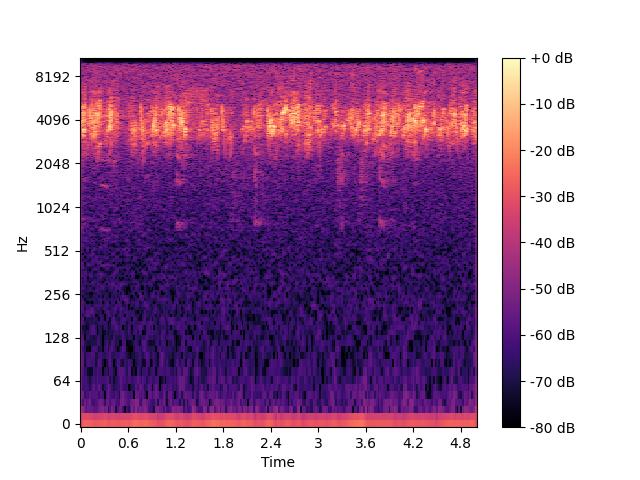 8192
4096
2048
1024
512
256
128
64
0
Hz
0 0.6 1.2 1.8 2.4 3 3.6 4.2 4.8
Time
+0 dB
-10 dB
-20 dB
-30 dB
-40 dB
-50 dB
-60 dB
-70 dB
-80 dB